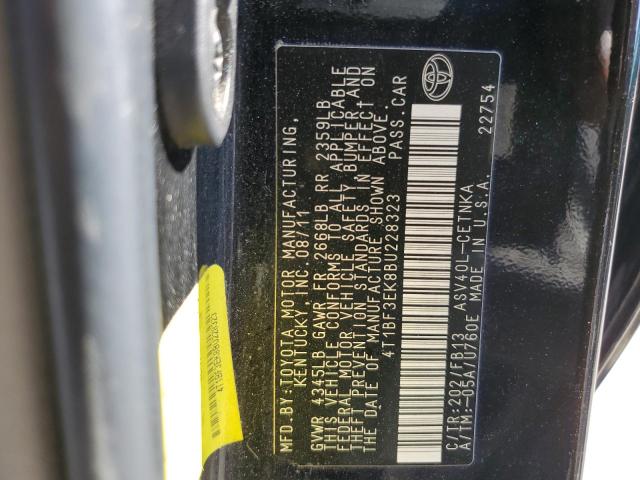 MFD.BY:TOYOTA MOTOR MANUFACTURING,
KENTUCKY, INC. 08/11
GVWR 4345LB GAWR FR 2668LB RR 2359LB
THIS VEHICLE CONFORMS TO ALL APPLICABLE
FEDERAL MOTOR VEHICLE SAFETY BUMPER,AND
THEFT PREVENTION STANDARDS IN EFFECT ON
THE DATE OF MANUFACTURE SHOWN ABOVE.
4T1BF3EK8BU228323 PASS.CAR
C/TR:202/FB13 ASV40L-CETNKA
A/TM:-05A/U760E MADE IN U.S.A.
22754
4T1BF3EK8BU228323